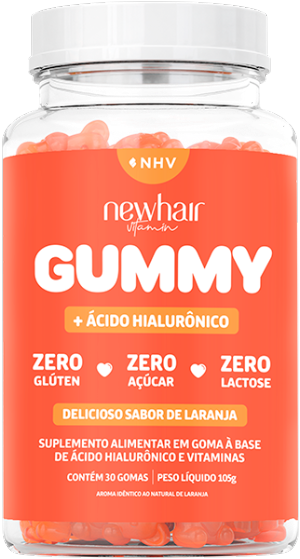 NHV
newhair
vitamin
GUMMY
+ ÁCIDO HIALURÔNICO
ZERO ZERO ZERO
GLÚTEN AÇÚCAR LACTOSE
DELICIOSO SABOR DE LARANJA
SUPLEMENTO ALIMENTAR EM GOMA À BASE
DE ÁCIDO HIALURÔNICO E VITAMINAS
CONTÉM 30 GOMAS | PESO LÍQUIDO 105g
AROMA IDÊNTICO AO NATURAL DE LARANJA